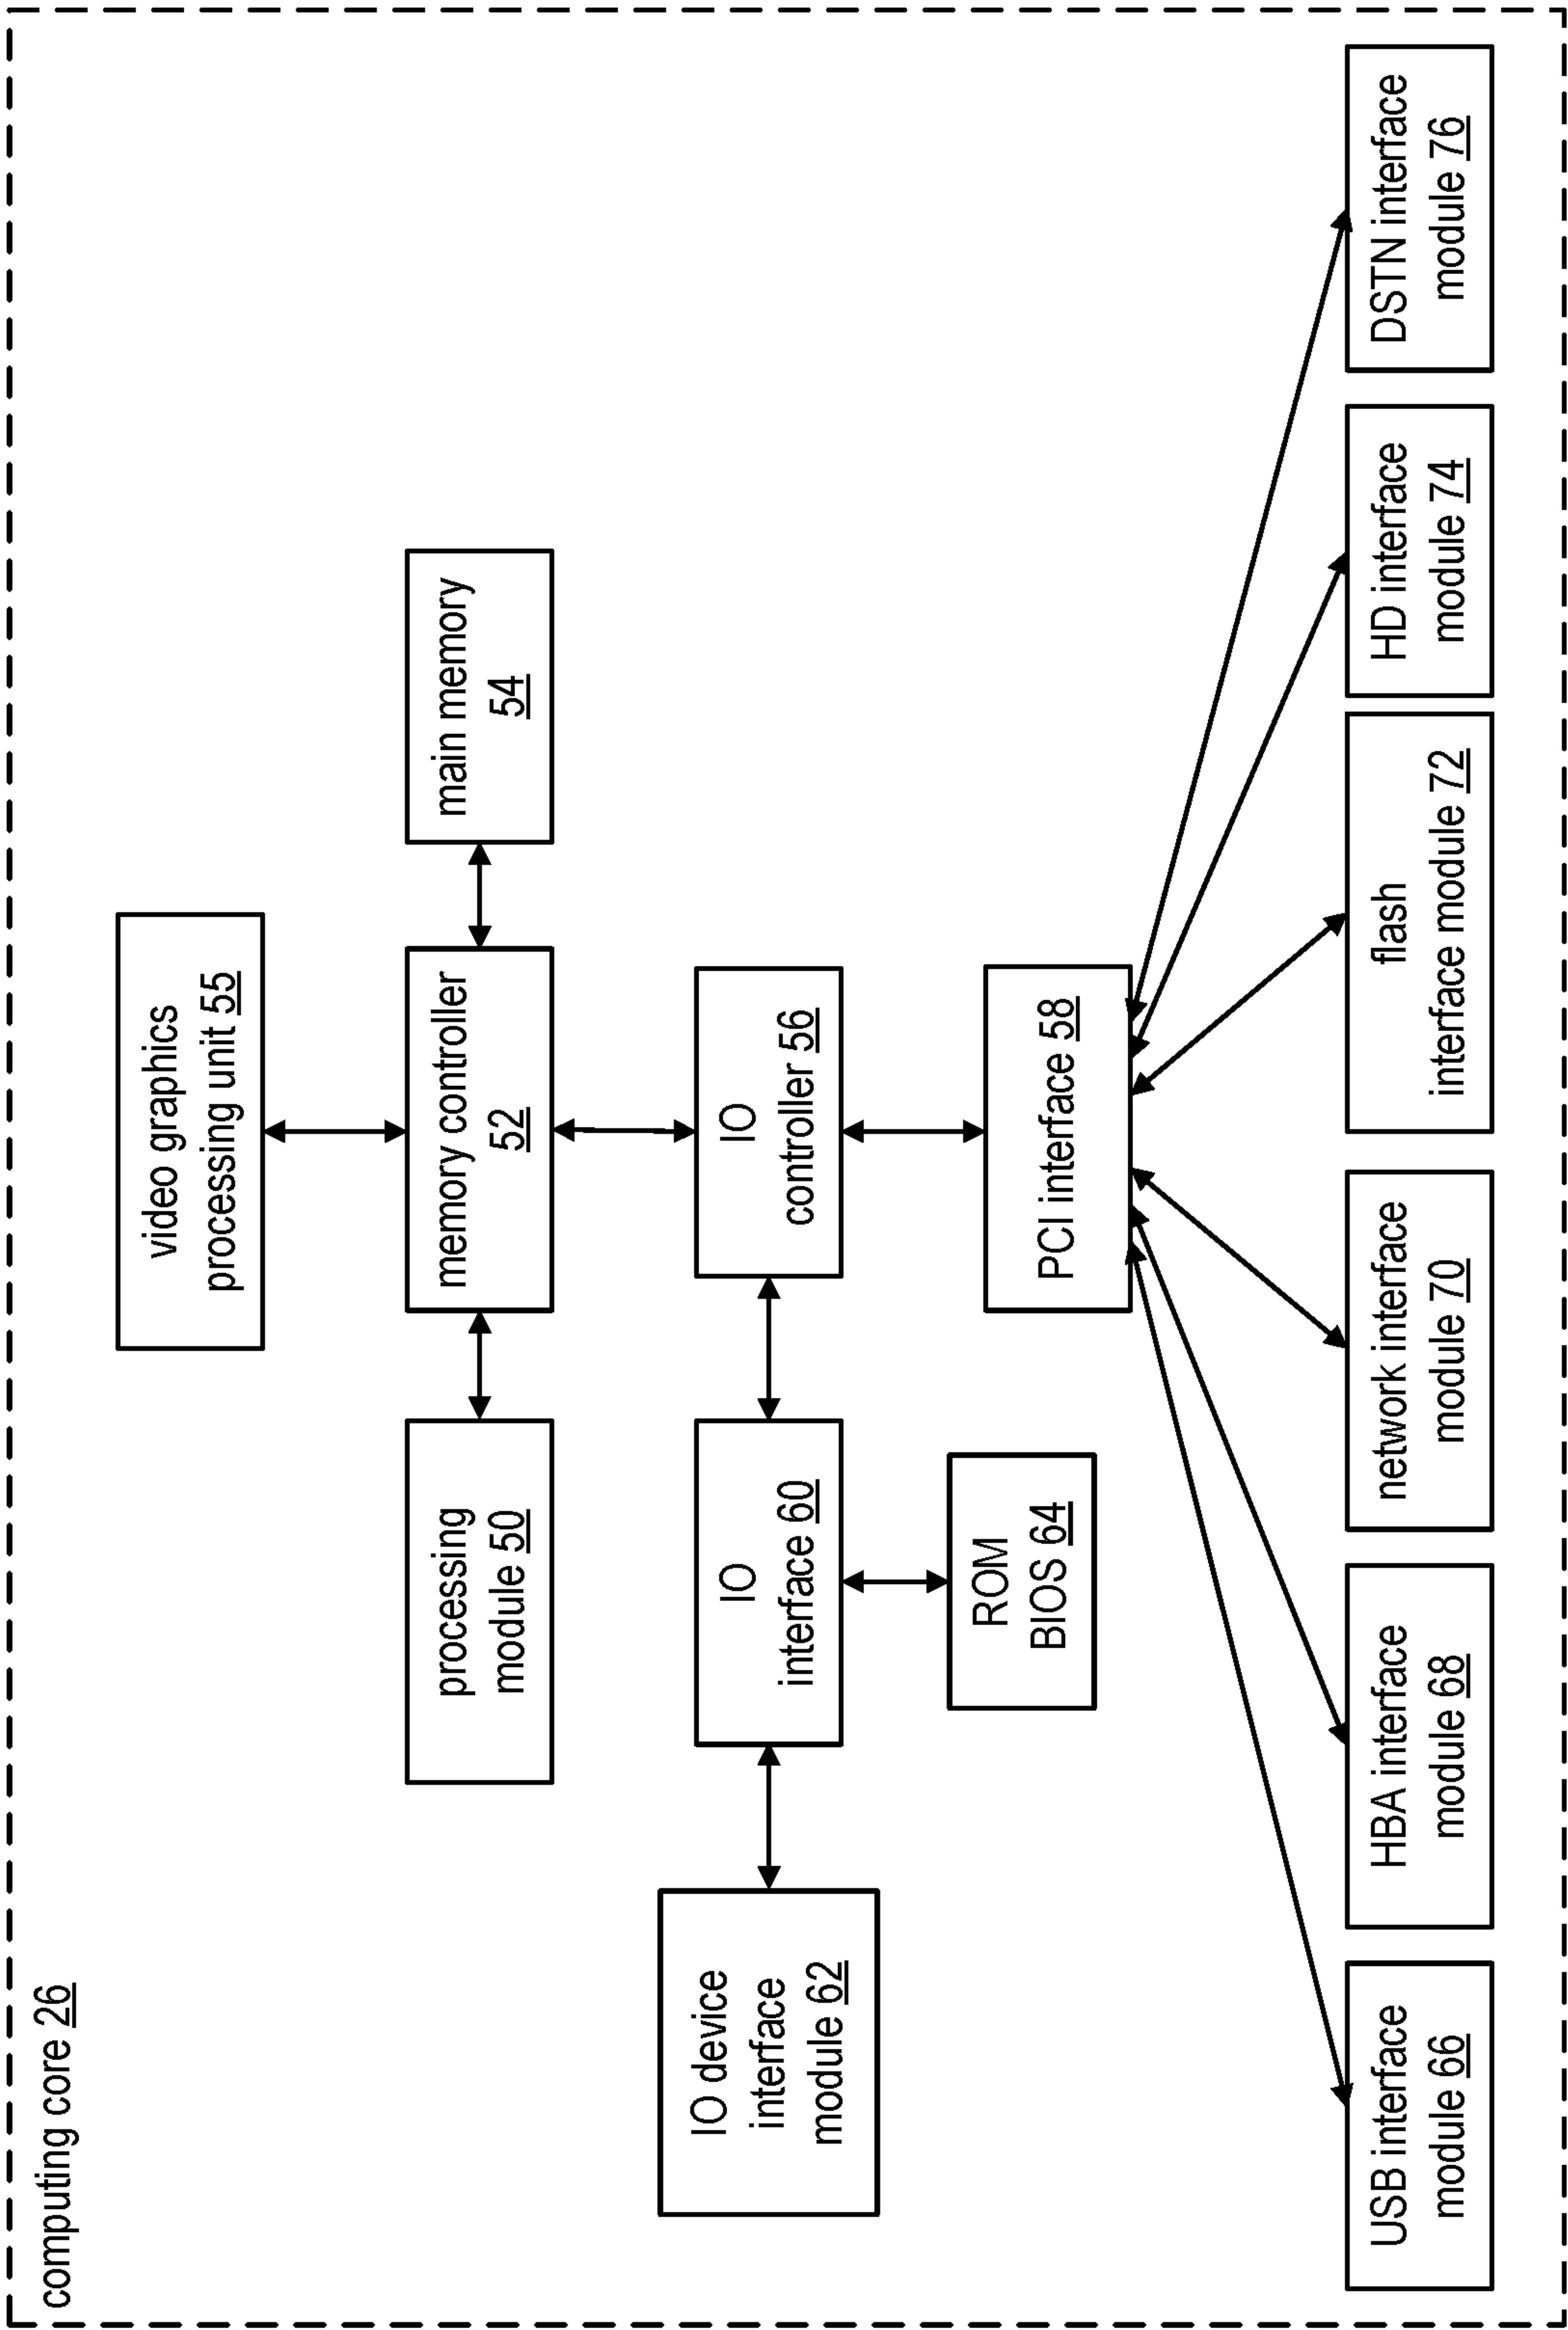 computing core 26
video graphics
processing unit 55
processing
module 50
memory controller
52
main memory
54
IO device
interface
module 62
IO
interface 60
IO
controller 56
ROM
BIOS 64
PCI interface 58
USB interface
module 66
HBA interface
module 68
network interface
module 70
flash
interface module 72
HD interface
module 74
DSTN interface
module 76